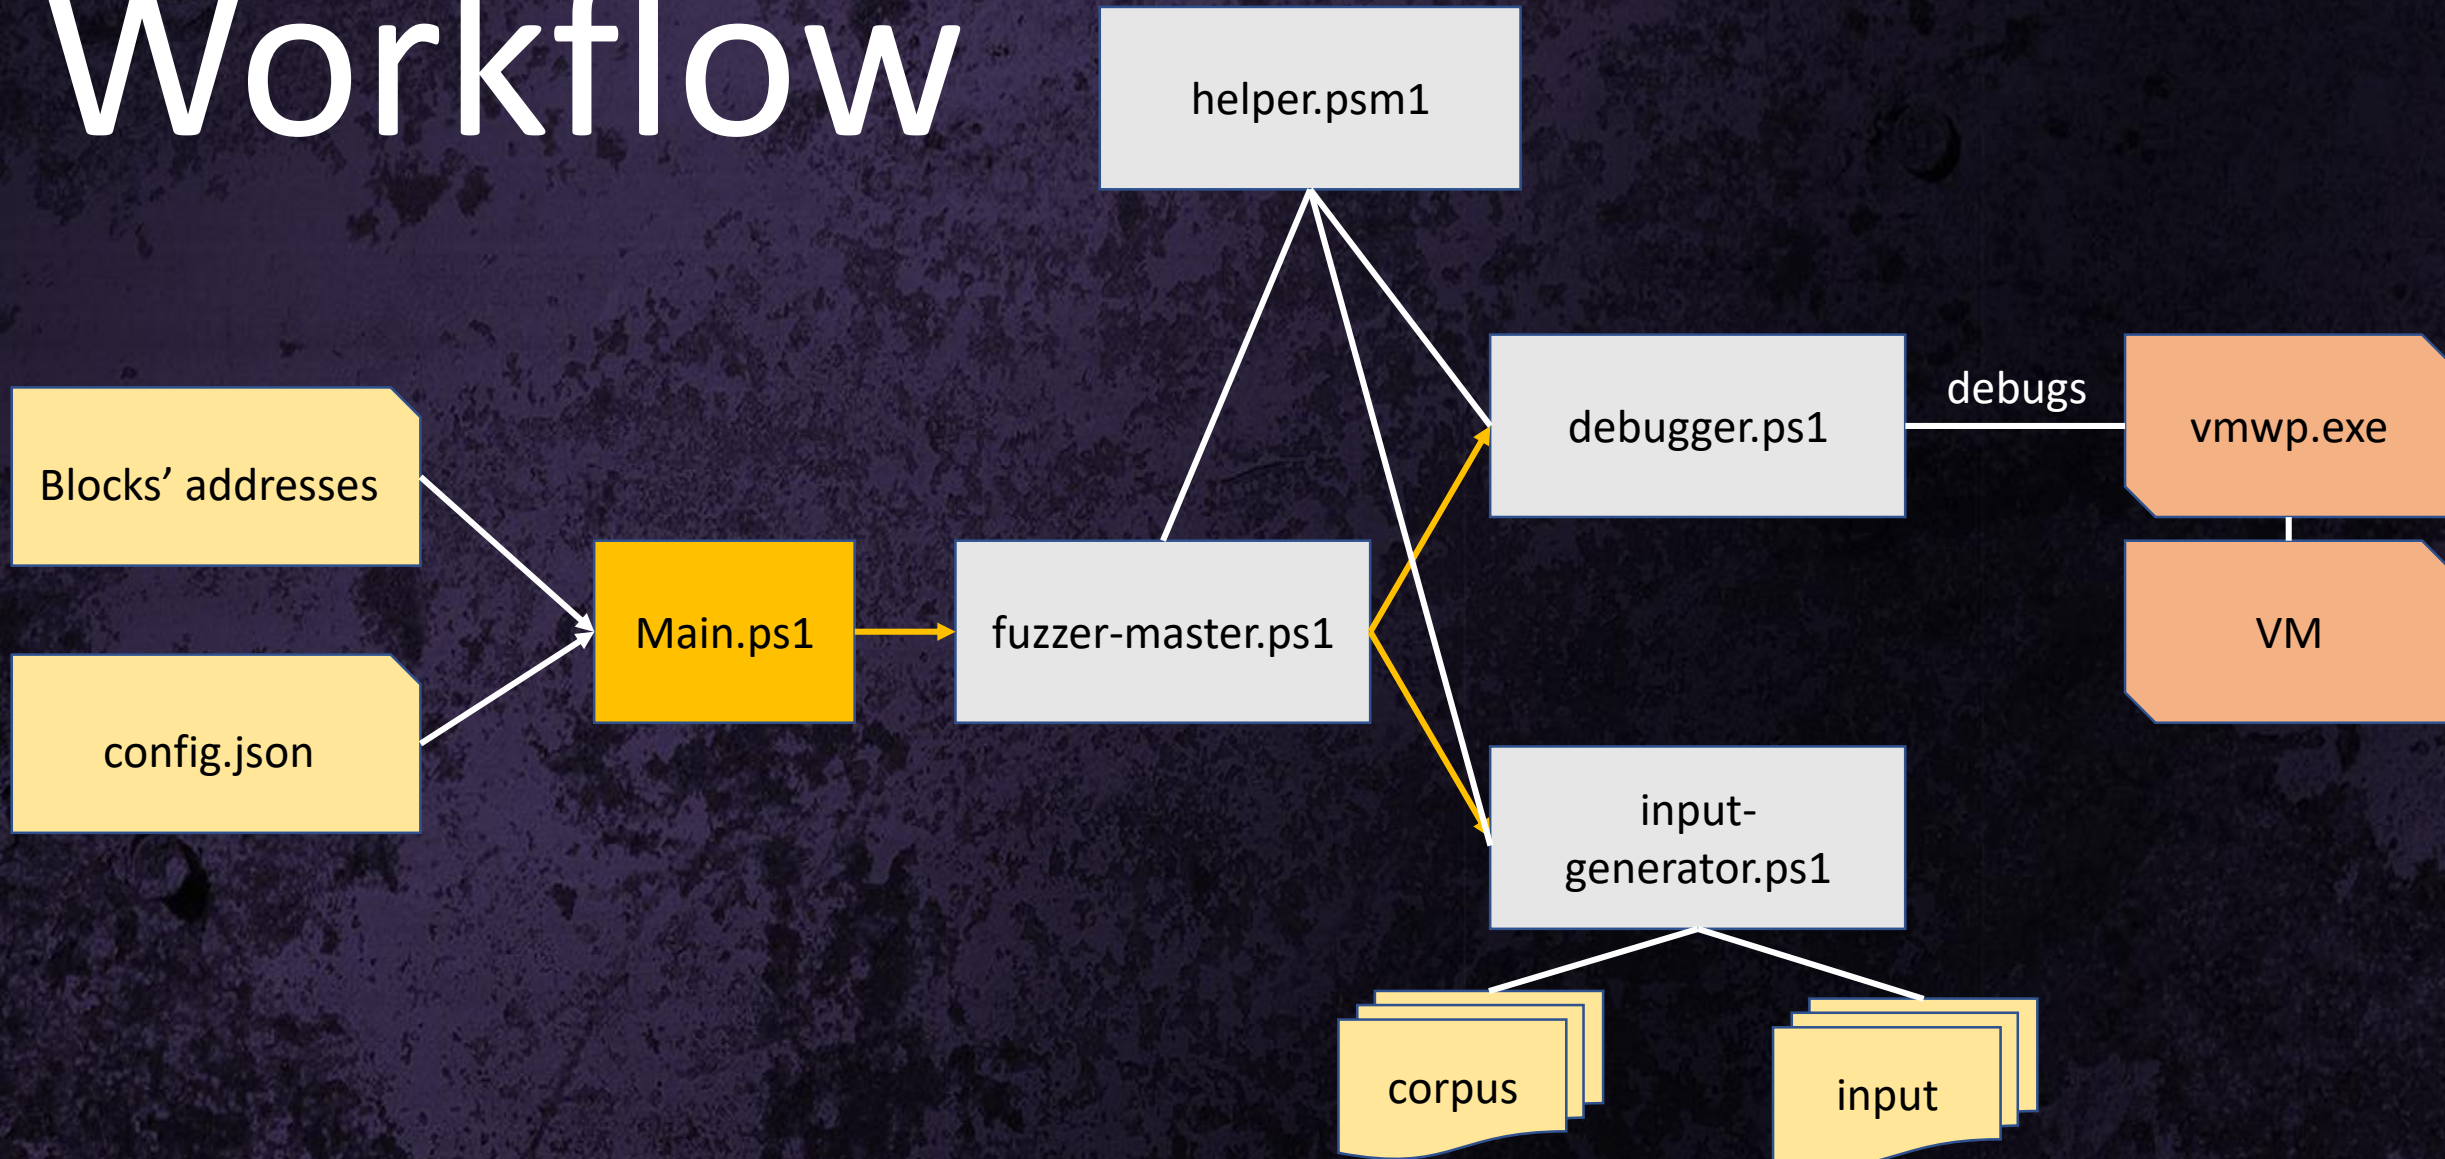 Workflow
helper.psm1
debugger.ps1
debugs
vmwp.exe
Blocks’ addresses
Main.ps1
fuzzer-master.ps1
VM
config.json
input-
generator.ps1
corpus
input